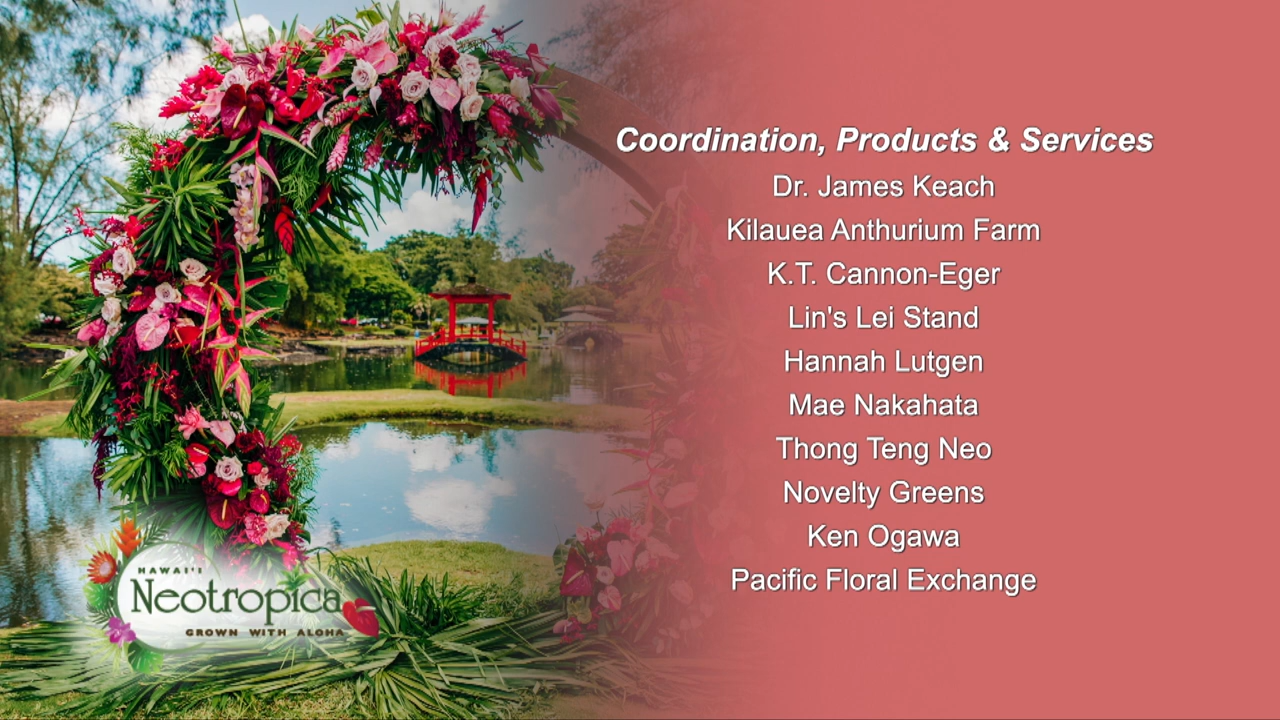 Coordination, Products & Services
Dr. James Keach
Kilauea Anthurium Farm
K.T. Cannon-Eger
Lin's Lei Stand
Hannah Lutgen
Mae Nakahata
Thong Teng Neo
Novelty Greens
Ken Ogawa
Pacific Floral Exchange
HAWAI'I
Neotropica
GROWN WITH ALOHA